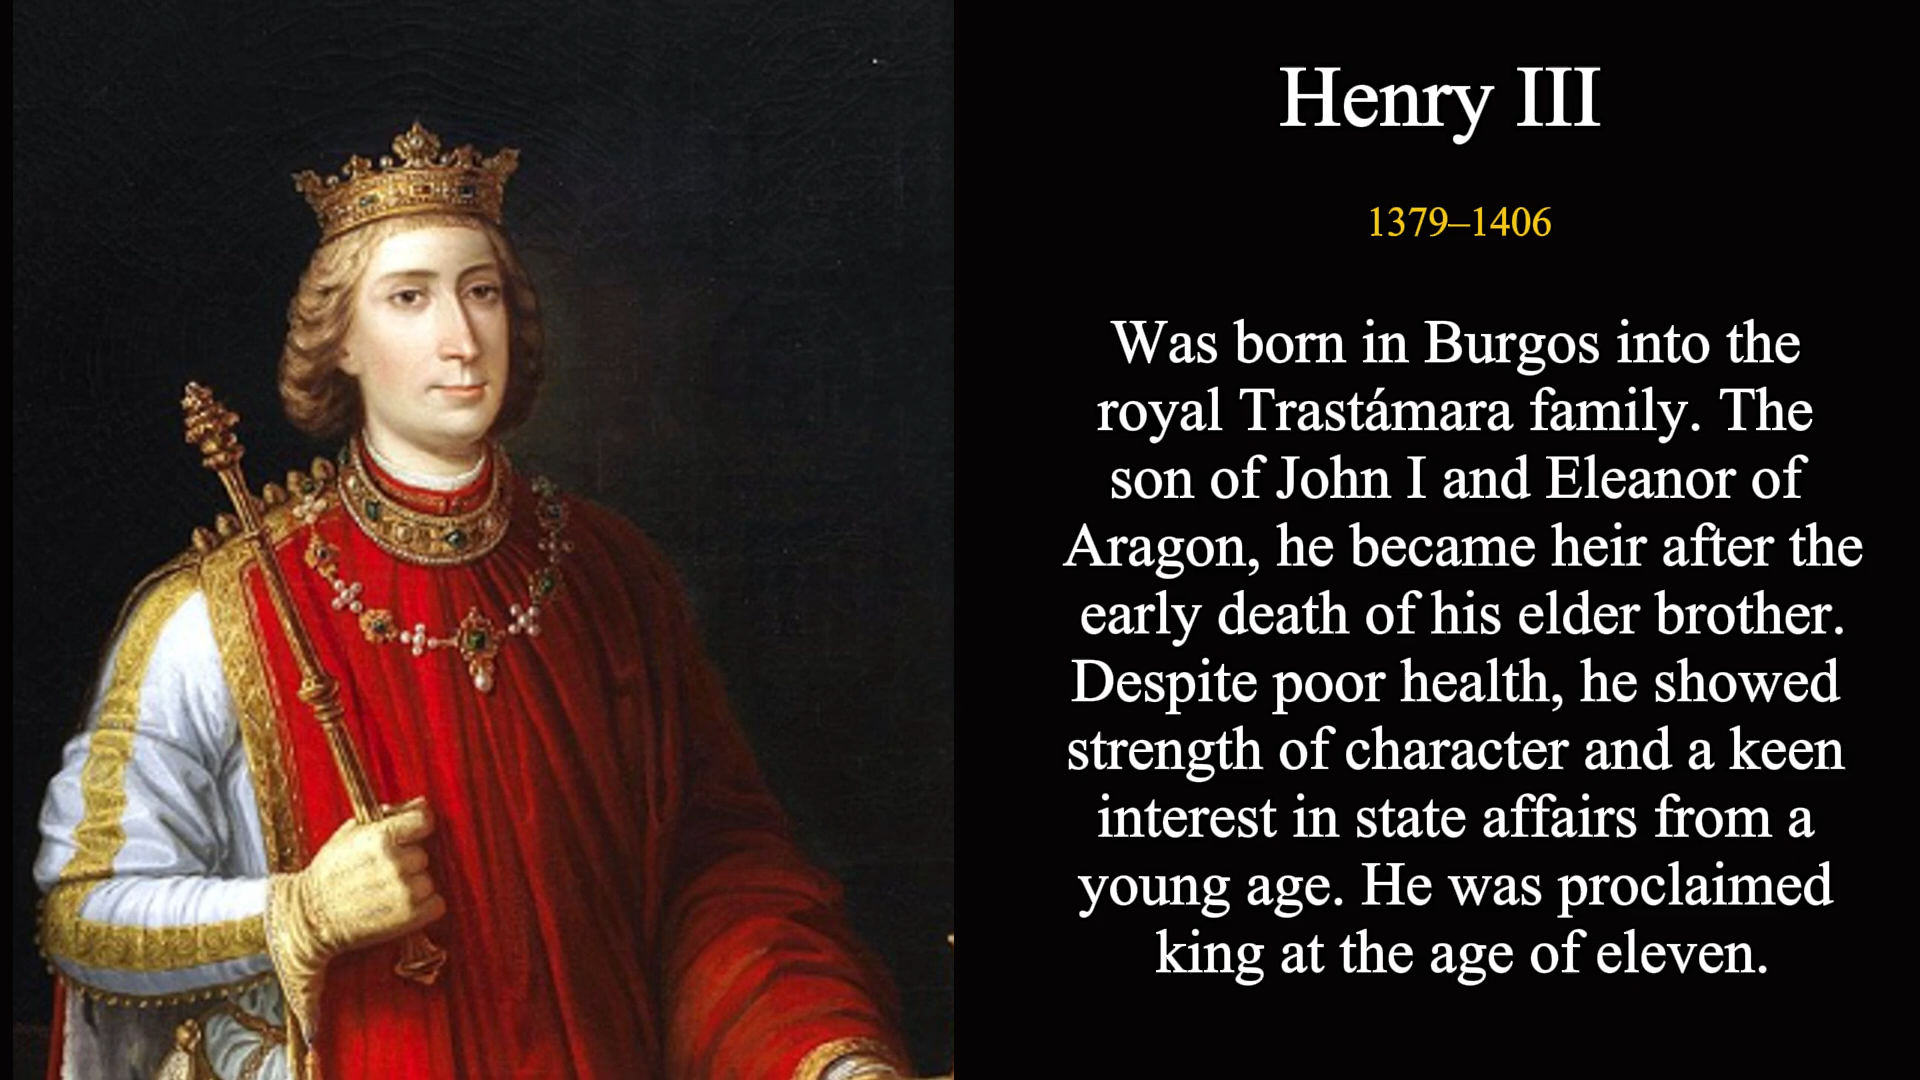 Henry III
1379–1406
Was born in Burgos into the
royal Trastámara family. The
son of John I and Eleanor of
Aragon, he became heir after the
early death of his elder brother.
Despite poor health, he showed
strength of character and a keen
interest in state affairs from a
young age. He was proclaimed
king at the age of eleven.